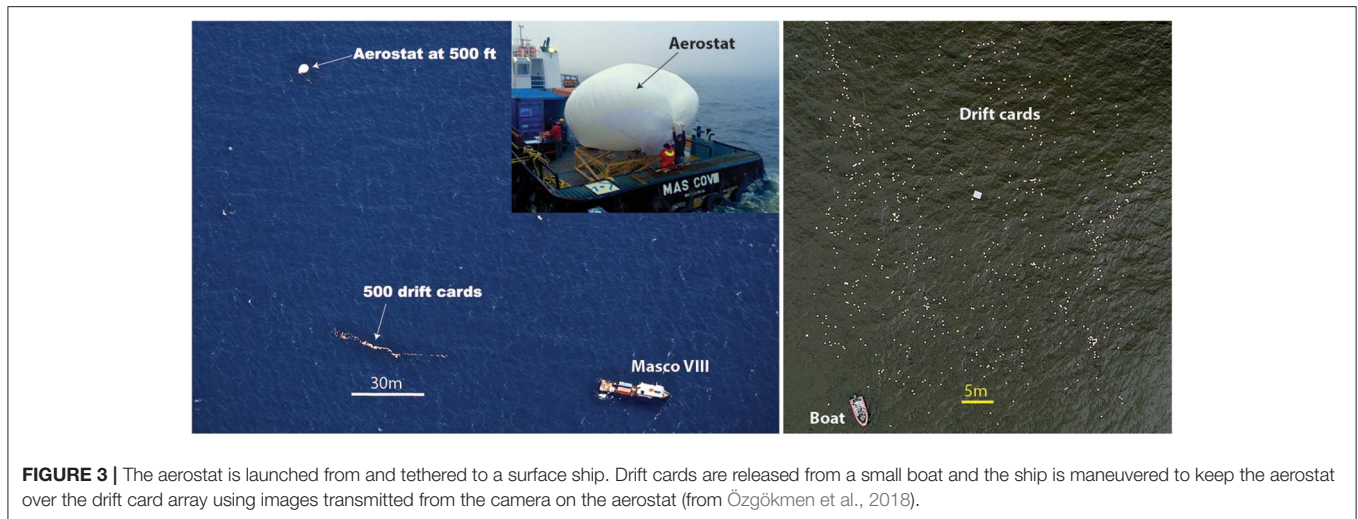 Aerostat at 500 ft
Aerostat
MAS COV
500 drift cards
30m
Masco VIII
Drift cards
5m
Boat
FIGURE 3 | The aerostat is launched from and tethered to a surface ship. Drift cards are released from a small boat and the ship is maneuvered to keep the aerostat
over the drift card array using images transmitted from the camera on the aerostat (from Özgökmen et al., 2018).